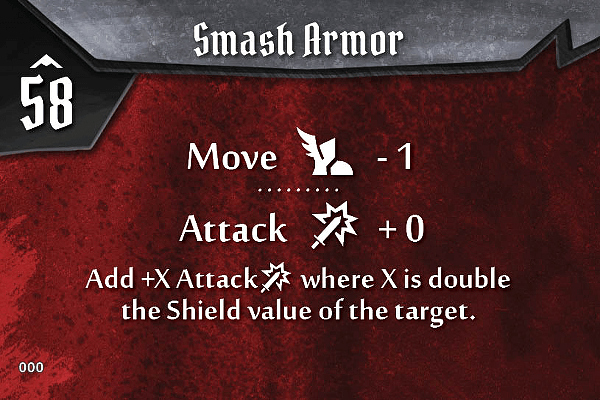 Smash Armor
58
Move - 1
Attack + 0
Add +X Attack where X is double
the Shield value of the target.
000